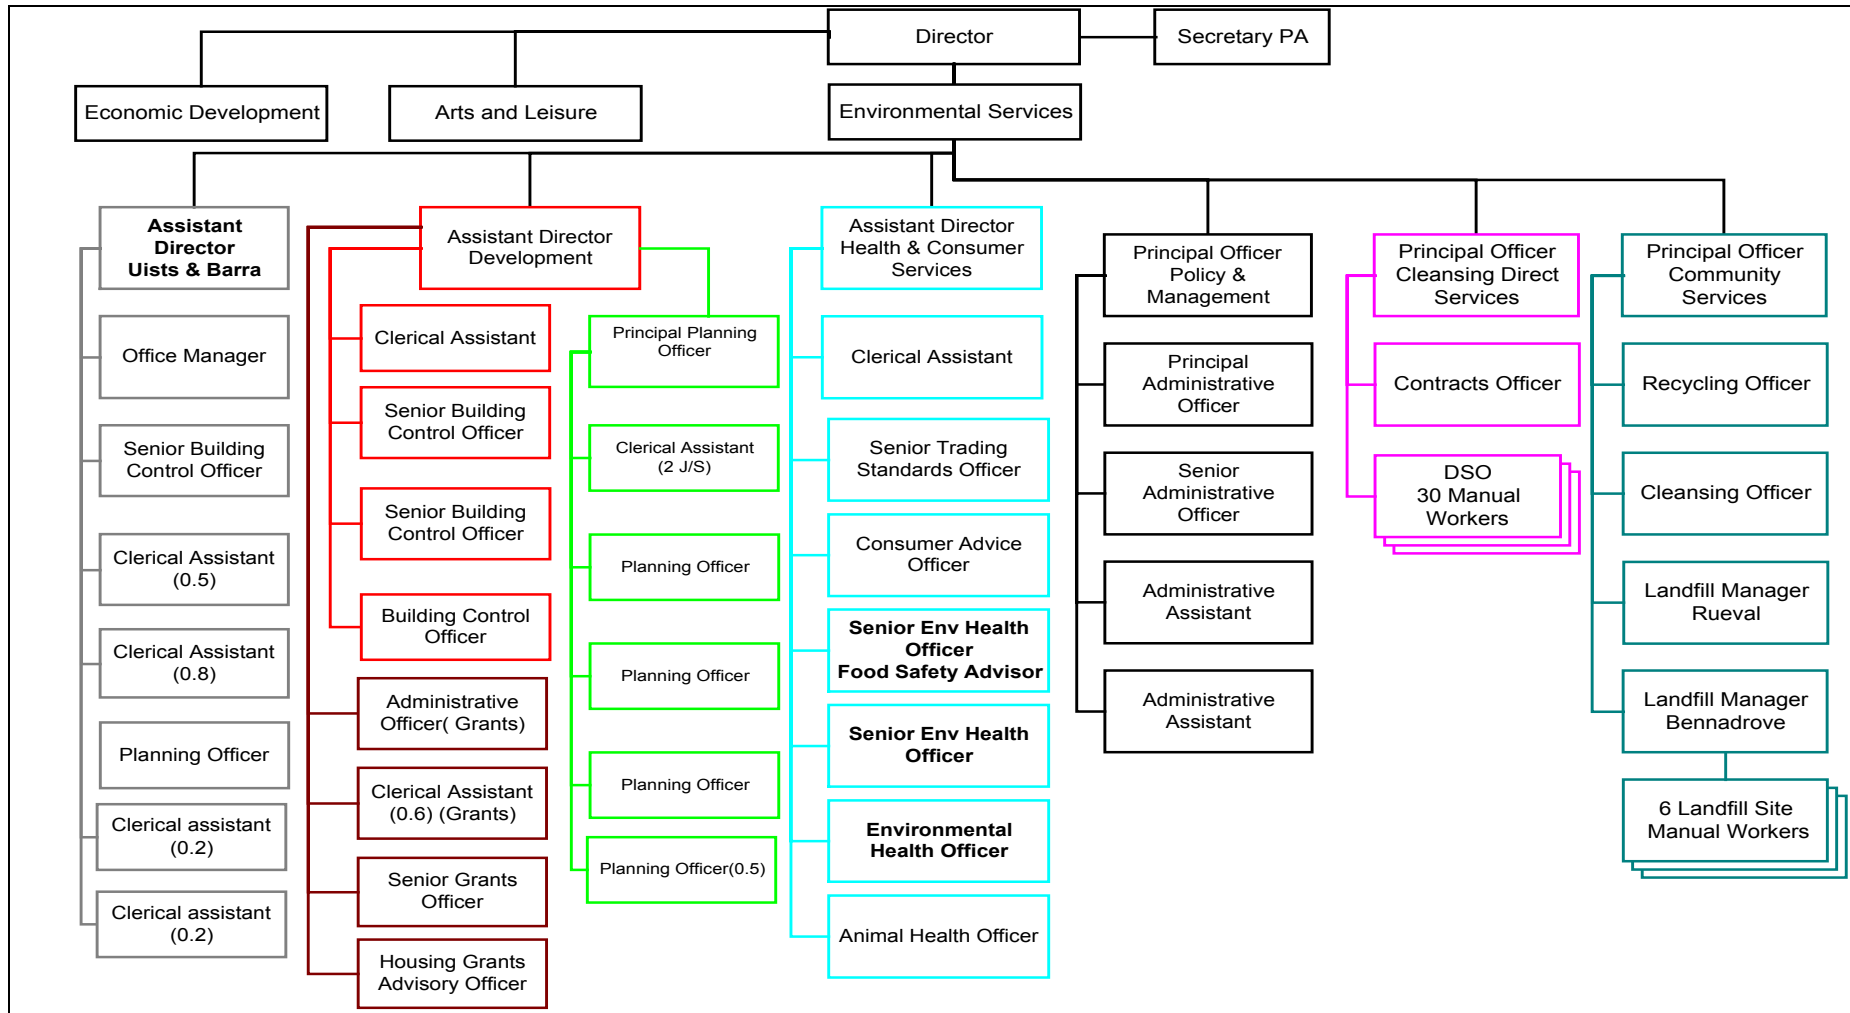 Director
Secretary PA
Economic Development
Arts and Leisure
Environmental Services
Assistant
Director
Uists & Barra
Office Manager
Senior Building
Control Officer
Clerical Assistant
(0.5)
Clerical Assistant
(0.8)
Planning Officer
Clerical assistant
(0.2)
Clerical assistant
(0.2)
Assistant Director
Development
Clerical Assistant
Senior Building
Control Officer
Senior Building
Control Officer
Building Control
Officer
Administrative
Officer( Grants)
Clerical Assistant
(0.6) (Grants)
Senior Grants
Officer
Housing Grants
Advisory Officer
Principal Planning
Officer
Clerical Assistant
(2 J/S)
Planning Officer
Planning Officer
Planning Officer
Planning Officer(0.5)
Assistant Director
Health & Consumer
Services
Clerical Assistant
Senior Trading
Standards Officer
Consumer Advice
Officer
Senior Env Health
Officer
Food Safety Advisor
Senior Env Health
Officer
Environmental
Health Officer
Animal Health Officer
Principal Officer
Policy &
Management
Principal
Administrative
Officer
Senior
Administrative
Officer
Administrative
Assistant
Administrative
Assistant
Principal Officer
Cleansing Direct
Services
Contracts Officer
DSO
30 Manual
Workers
Principal Officer
Community
Services
Recycling Officer
Cleansing Officer
Landfill Manager
Rueval
Landfill Manager
Bennadrove
6 Landfill Site
Manual Workers